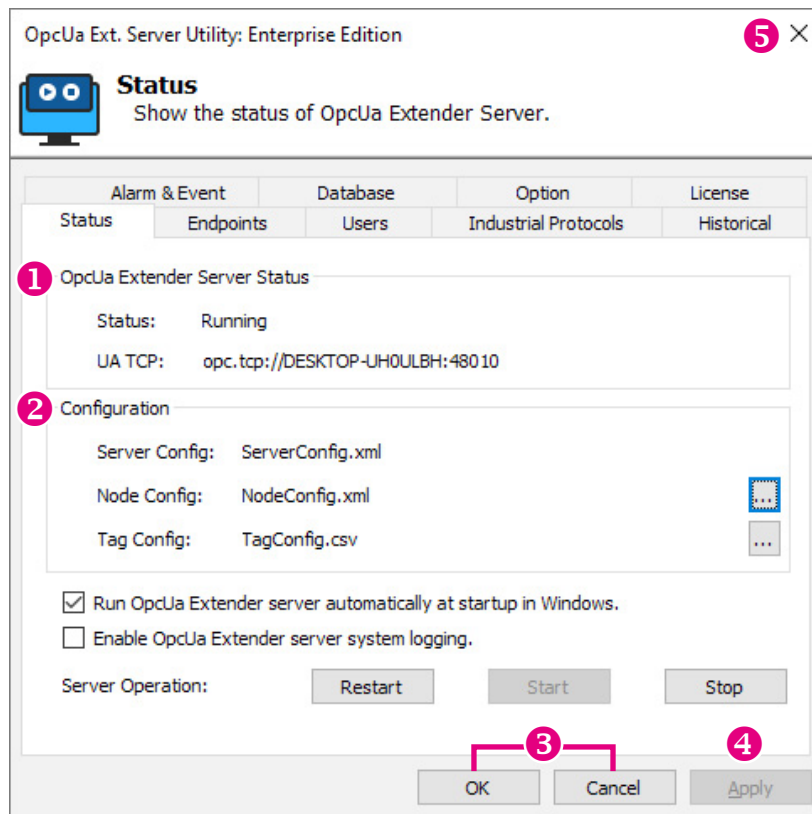 OpcUa Ext. Server Utility: Enterprise Edition 5
Status
Show the status of OpcUa Extender Server.
Alarm & Event Database Option License
Status Endpoints Users Industrial Protocols Historical
1 OpcUa Extender Server Status
Status: Running
UA TCP: opc.tcp://DESKTOP-UH0ULBH:48010
2 Configuration
Server Config: ServerConfig.xml
Node Config: NodeConfig.xml ...
Tag Config: TagConfig.csv ...
Run OpcUa Extender server automatically at startup in Windows.
Enable OpcUa Extender server system logging.
Server Operation: Restart Start Stop
3 4
OK Cancel Apply